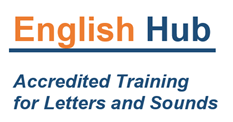 English Hub
Accredited Training
for Letters and Sounds